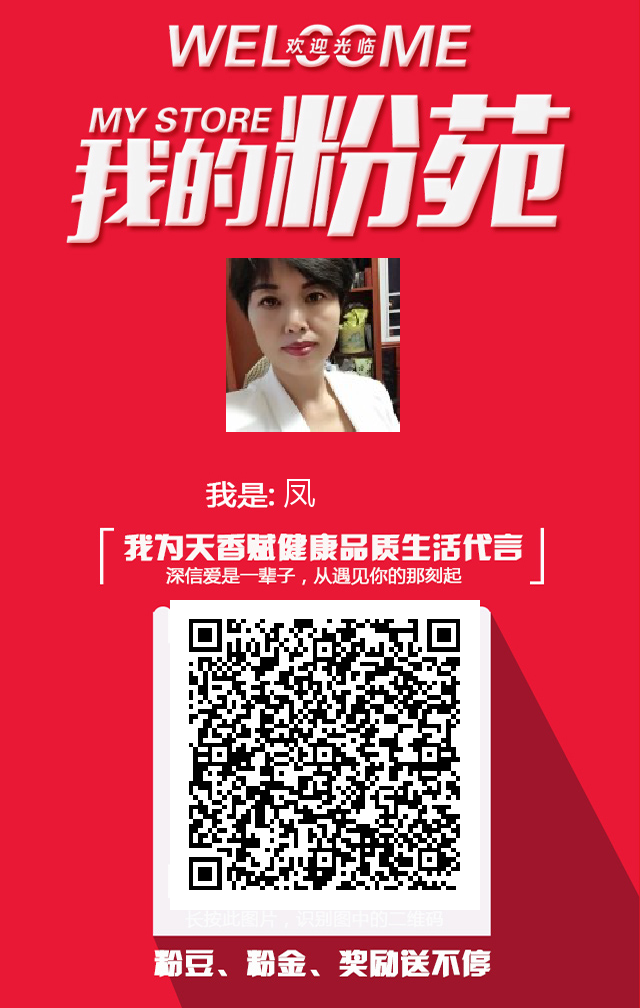 WELCOME
欢迎光临
MY STORE
我的粉苑
我是: 凤
我为天香赋健康品质生活代言
深信爱是一辈子，从遇见你的那刻起
长按此图片，识别图中的二维码
粉豆、粉金、奖励送不停